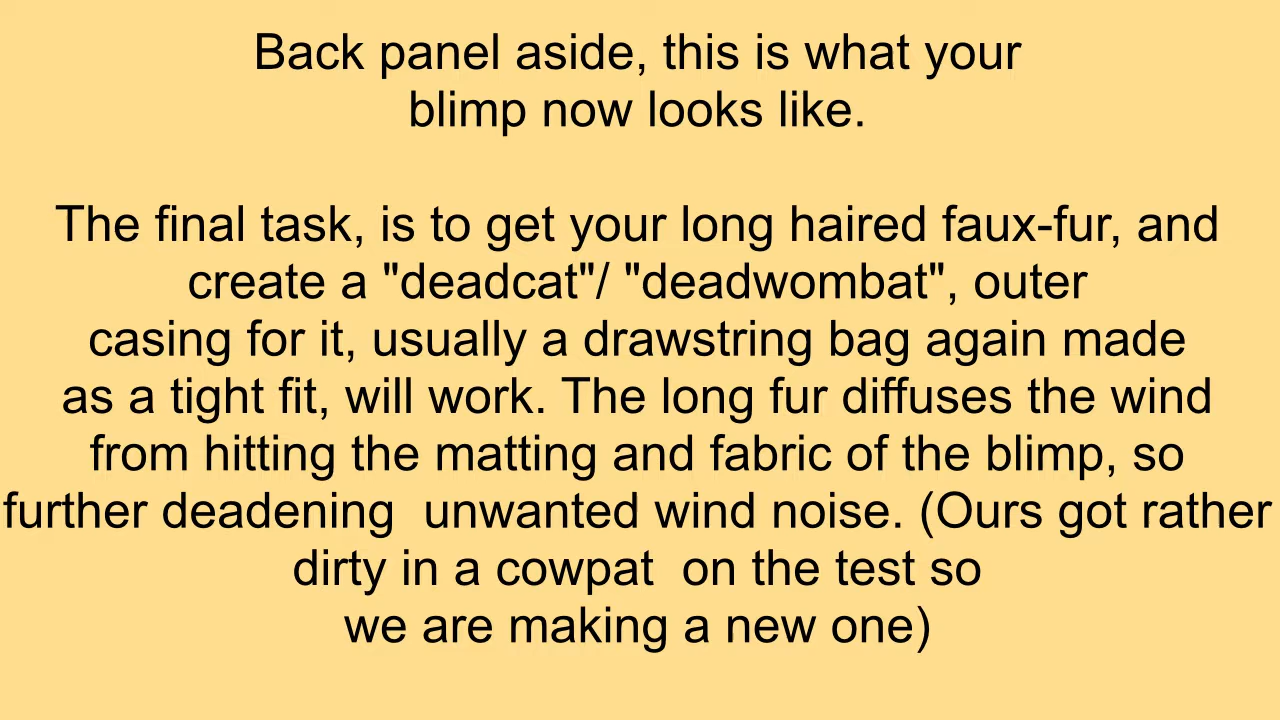 Back panel aside, this is what your
blimp now looks like.
The final task, is to get your long haired faux-fur, and
create a "deadcat"/ "deadwombat", outer
casing for it, usually a drawstring bag again made
as a tight fit, will work. The long fur diffuses the wind
from hitting the matting and fabric of the blimp, so
further deadening  unwanted wind noise. (Ours got rather
dirty in a cowpat  on the test so
we are making a new one)